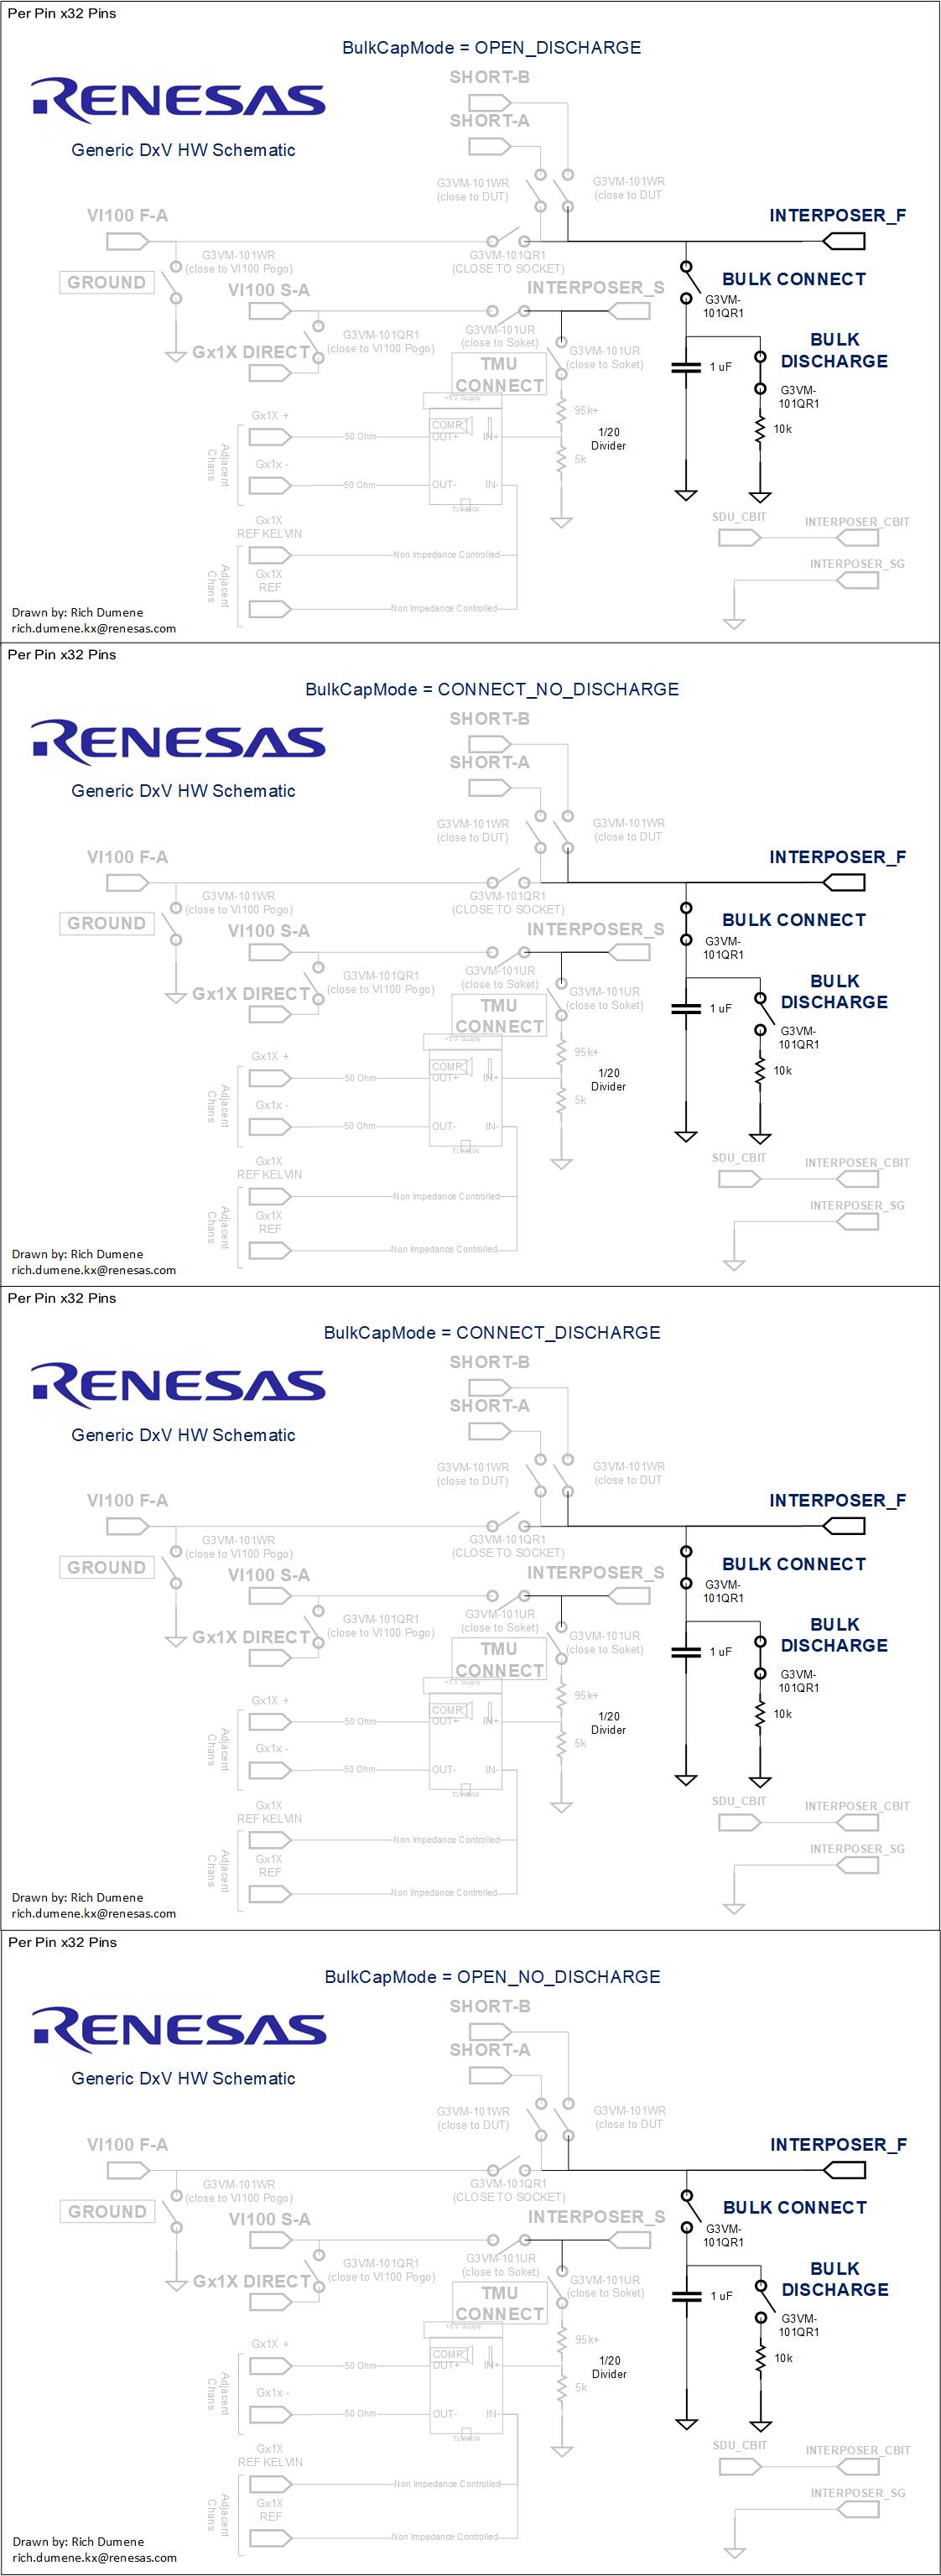 Per Pin x32 Pins
BulkCapMode = OPEN_DISCHARGE
RENESAS
Generic DxV HW Schematic
SHORT-B
SHORT-A
G3VM-101WR
(close to DUT)
G3VM-101WR
(close to DUT
VI100 F-A
INTERPOSER_F
G3VM-101WR
(close to VI100 Pogo)
G3VM-101QR1
(CLOSE TO SOCKET)
GROUND
BULK CONNECT
G3VM-
101QR1
VI100 S-A
INTERPOSER_S
G3VM-101QR1
(close to VI100 Pogo)
G3VM-101UR
(close to Soket)
G3VM-101UR
(close to Soket)
Gx1X DIRECT
TMU
CONNECT
BULK
DISCHARGE
1 uF
G3VM-
101QR1
10k
+5V Supply
Gx1X +
50 Ohm
COMP
OUT+
IN+
95k+
1/20
Divider
5k
Gx1x -
50 Ohm
OUT-
IN-
Adjacent
Chans
Gx1X
REF KELVIN
Non Impedance Controlled
Gx1X
REF
Non Impedance Controlled
Adjacent
Chans
SDU_CBIT
INTERPOSER_CBIT
INTERPOSER_SG
Drawn by: Rich Dumene
rich.dumene.kx@renesas.com
Per Pin x32 Pins
BulkCapMode = CONNECT_NO_DISCHARGE
RENESAS
Generic DxV HW Schematic
SHORT-B
SHORT-A
G3VM-101WR
(close to DUT)
G3VM-101WR
(close to DUT
VI100 F-A
INTERPOSER_F
G3VM-101WR
(close to VI100 Pogo)
G3VM-101QR1
(CLOSE TO SOCKET)
GROUND
BULK CONNECT
G3VM-
101QR1
VI100 S-A
INTERPOSER_S
G3VM-101QR1
(close to VI100 Pogo)
G3VM-101UR
(close to Soket)
G3VM-101UR
(close to Soket)
Gx1X DIRECT
TMU
CONNECT
BULK
DISCHARGE
1 uF
G3VM-
101QR1
10k
+5V Supply
Gx1X +
50 Ohm
COMP
OUT+
IN+
95k+
1/20
Divider
5k
Gx1x -
50 Ohm
OUT-
IN-
Adjacent
Chans
Gx1X
REF KELVIN
Non Impedance Controlled
Gx1X
REF
Non Impedance Controlled
Adjacent
Chans
SDU_CBIT
INTERPOSER_CBIT
INTERPOSER_SG
Drawn by: Rich Dumene
rich.dumene.kx@renesas.com
Per Pin x32 Pins
BulkCapMode = CONNECT_DISCHARGE
RENESAS
Generic DxV HW Schematic
SHORT-B
SHORT-A
G3VM-101WR
(close to DUT)
G3VM-101WR
(close to DUT
VI100 F-A
INTERPOSER_F
G3VM-101WR
(close to VI100 Pogo)
G3VM-101QR1
(CLOSE TO SOCKET)
GROUND
BULK CONNECT
G3VM-
101QR1
VI100 S-A
INTERPOSER_S
G3VM-101QR1
(close to VI100 Pogo)
G3VM-101UR
(close to Soket)
G3VM-101UR
(close to Soket)
Gx1X DIRECT
TMU
CONNECT
BULK
DISCHARGE
1 uF
G3VM-
101QR1
10k
+5V Supply
Gx1X +
50 Ohm
COMP
OUT+
IN+
95k+
1/20
Divider
5k
Gx1x -
50 Ohm
OUT-
IN-
Adjacent
Chans
Gx1X
REF KELVIN
Non Impedance Controlled
Gx1X
REF
Non Impedance Controlled
Adjacent
Chans
SDU_CBIT
INTERPOSER_CBIT
INTERPOSER_SG
Drawn by: Rich Dumene
rich.dumene.kx@renesas.com
Per Pin x32 Pins
BulkCapMode = OPEN_NO_DISCHARGE
RENESAS
Generic DxV HW Schematic
SHORT-B
SHORT-A
G3VM-101WR
(close to DUT)
G3VM-101WR
(close to DUT
VI100 F-A
INTERPOSER_F
G3VM-101WR
(close to VI100 Pogo)
G3VM-101QR1
(CLOSE TO SOCKET)
GROUND
BULK CONNECT
G3VM-
101QR1
VI100 S-A
INTERPOSER_S
G3VM-101QR1
(close to VI100 Pogo)
G3VM-101UR
(close to Soket)
G3VM-101UR
(close to Soket)
Gx1X DIRECT
TMU
CONNECT
BULK
DISCHARGE
1 uF
G3VM-
101QR1
10k
+5V Supply
Gx1X +
50 Ohm
COMP
OUT+
IN+
95k+
1/20
Divider
5k
Gx1x -
50 Ohm
OUT-
IN-
Adjacent
Chans
Gx1X
REF KELVIN
Non Impedance Controlled
Gx1X
REF
Non Impedance Controlled
Adjacent
Chans
SDU_CBIT
INTERPOSER_CBIT
INTERPOSER_SG
Drawn by: Rich Dumene
rich.dumene.kx@renesas.com